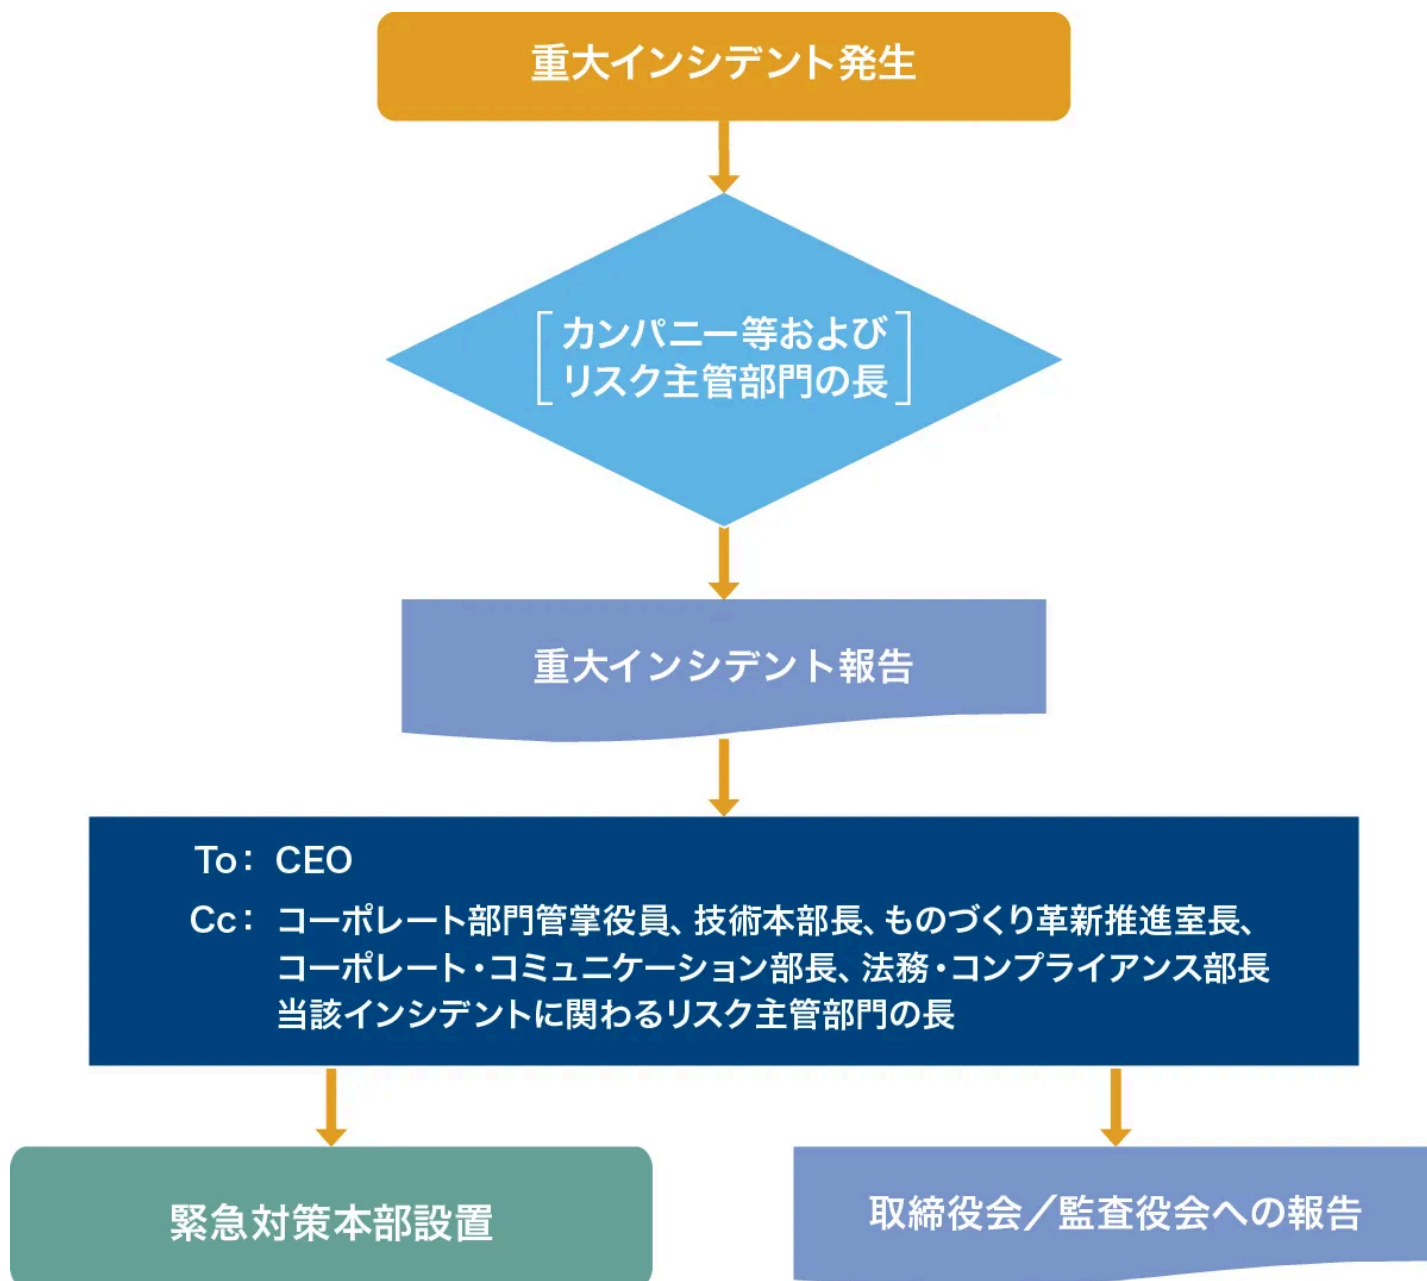 重大インシデント発生
カンパニー等および
リスク主管部門の長
重大インシデント報告
To： CEO
Cc： コーポレート部門管掌役員、技術本部長、ものづくり革新推進室長、
コーポレート・コミュニケーション部長、法務・コンプライアンス部長
当該インシデントに関わるリスク主管部門の長
緊急対策本部設置
取締役会／監査役会への報告